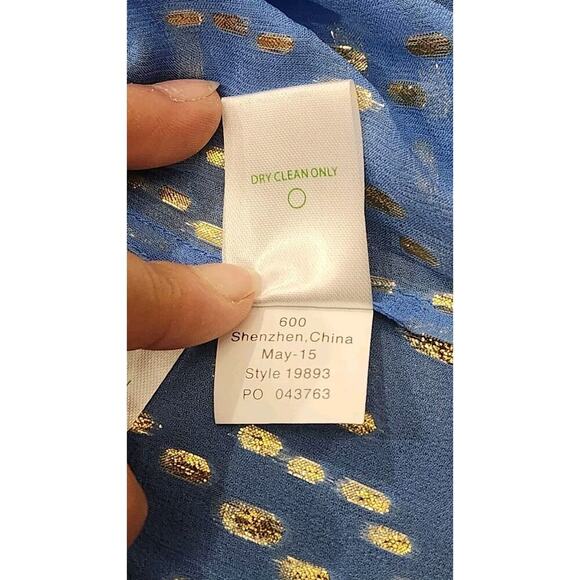 DRY CLEAN ONLY
600
Shenzhen,China
May-15
Style 19893
PO 043763